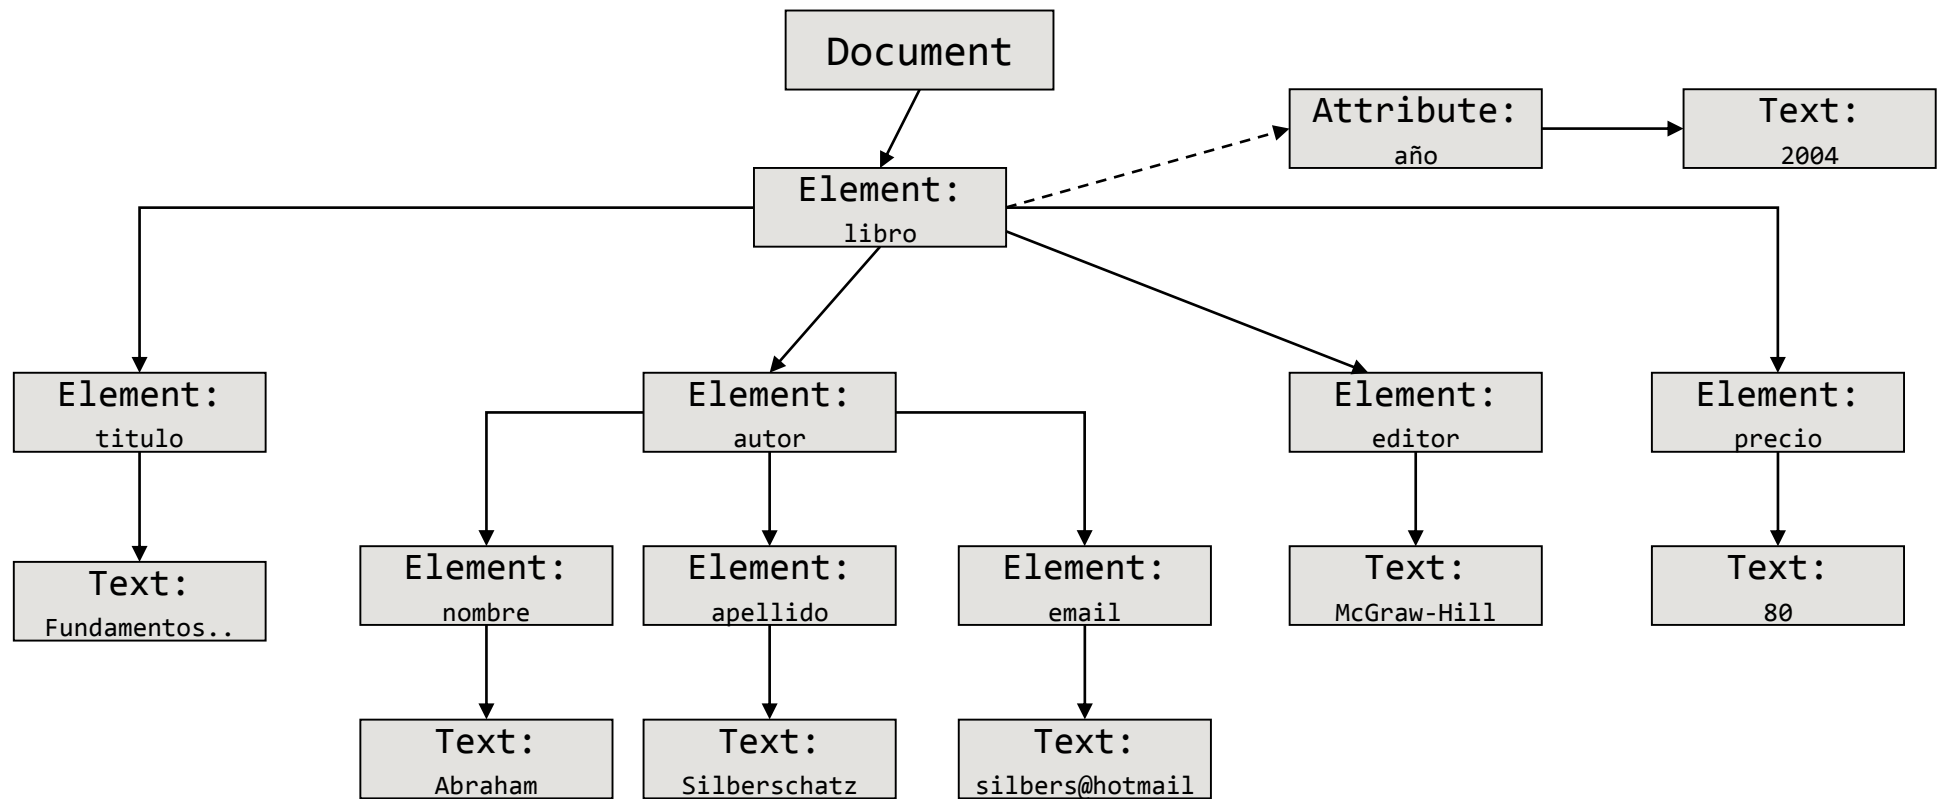 Document
Attribute:
año
Text:
2004
Element:
libro
Element:
titulo
Element:
autor
Element:
editor
Element:
precio
Text:
Fundamentos..
Element:
nombre
Element:
apellido
Element:
email
Text:
McGraw-Hill
Text:
80
Text:
Abraham
Text:
Silberschatz
Text:
silbers@hotmail